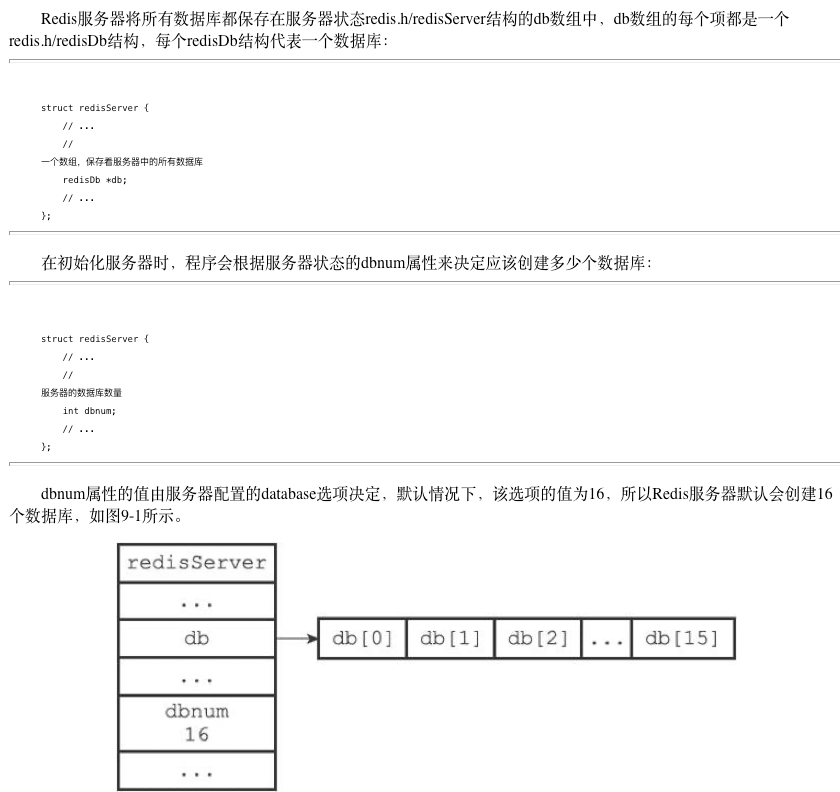 Redis服务器将所有数据库都保存在服务器状态redis.h/redisServer结构的db数组中，db数组的每个项都是一个
redis.h/redisDb结构，每个redisDb结构代表一个数据库：
struct redisServer {
// ...
//
一个数组，保存着服务器中的所有数据库
redisDb *db;
// ...
};
在初始化服务器时，程序会根据服务器状态的dbnum属性来决定应该创建多少个数据库：
struct redisServer {
// ...
//
服务器的数据库数量
int dbnum;
// ...
};
dbnum属性的值由服务器配置的database选项决定，默认情况下，该选项的值为16，所以Redis服务器默认会创建16
个数据库，如图9-1所示。
redisServer
...
db
db[0] db[1] db[2] ... db[15]
...
dbnum
16
...